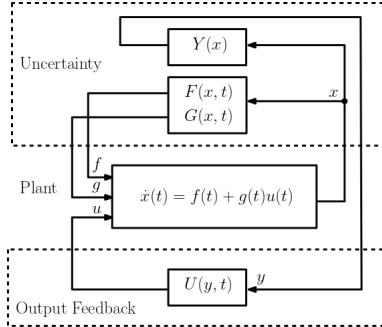 Y(x)
Uncertainty
F(x, t)
x
G(x, t)
f
g
Plant
ẋ(t) = f(t) + g(t)u(t)
u
U(y, t)
y
Output Feedback